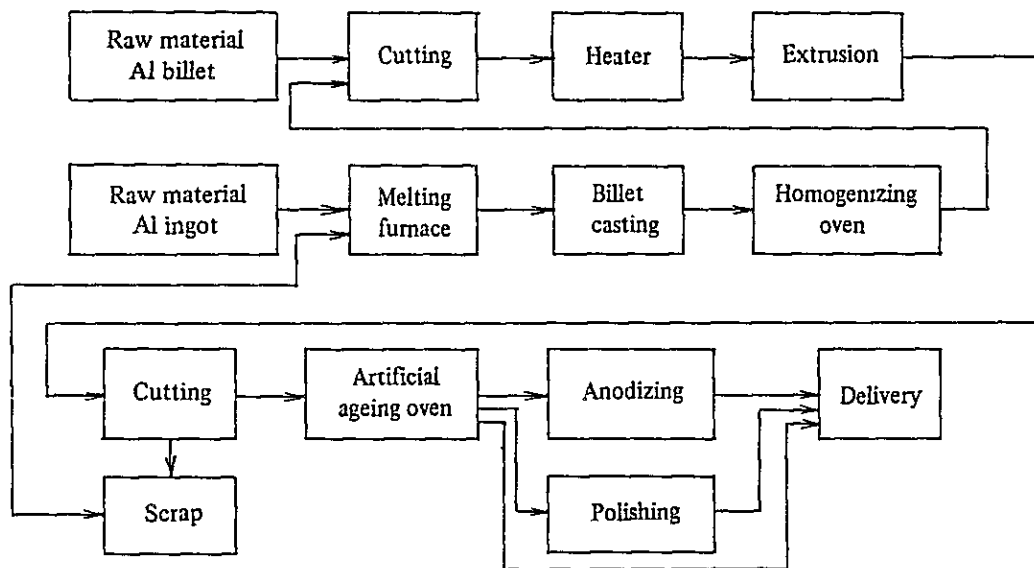 Raw material
Al billet
Cutting
Heater
Extrusion
Raw material
Al ingot
Melting
furnace
Billet
casting
Homogenizing
oven
Cutting
Artificial
ageing oven
Anodizing
Delivery
Scrap
Polishing